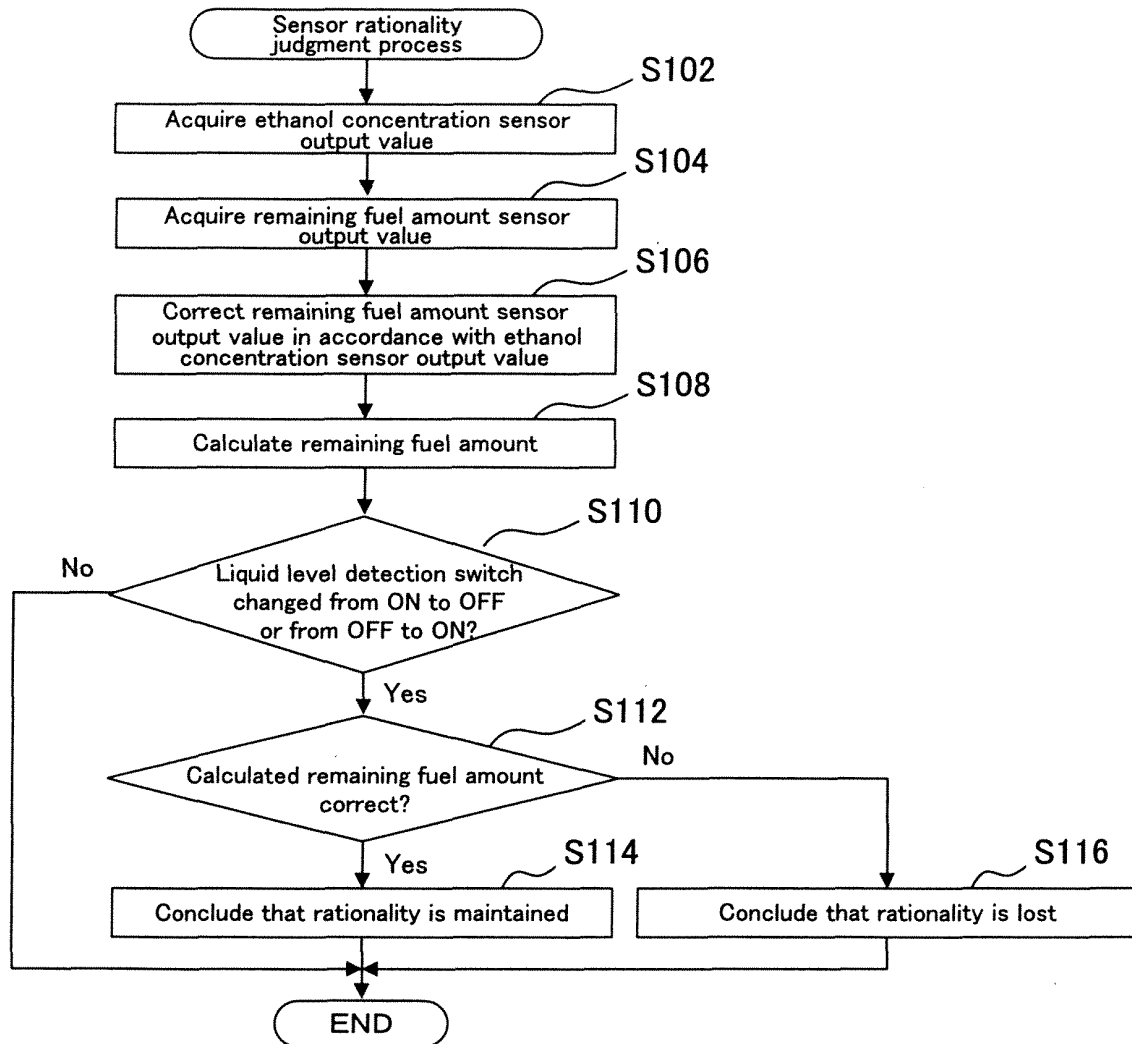 Sensor rationality
judgment process
S102
Acquire ethanol concentration sensor
output value
S104
Acquire remaining fuel amount sensor
output value
S106
Correct remaining fuel amount sensor
output value in accordance with ethanol
concentration sensor output value
S108
Calculate remaining fuel amount
S110
No
Liquid level detection switch
changed from ON to OFF
or from OFF to ON?
Yes
S112
No
Calculated remaining fuel amount
correct?
Yes
S114
S116
Conclude that rationality is maintained
Conclude that rationality is lost
END